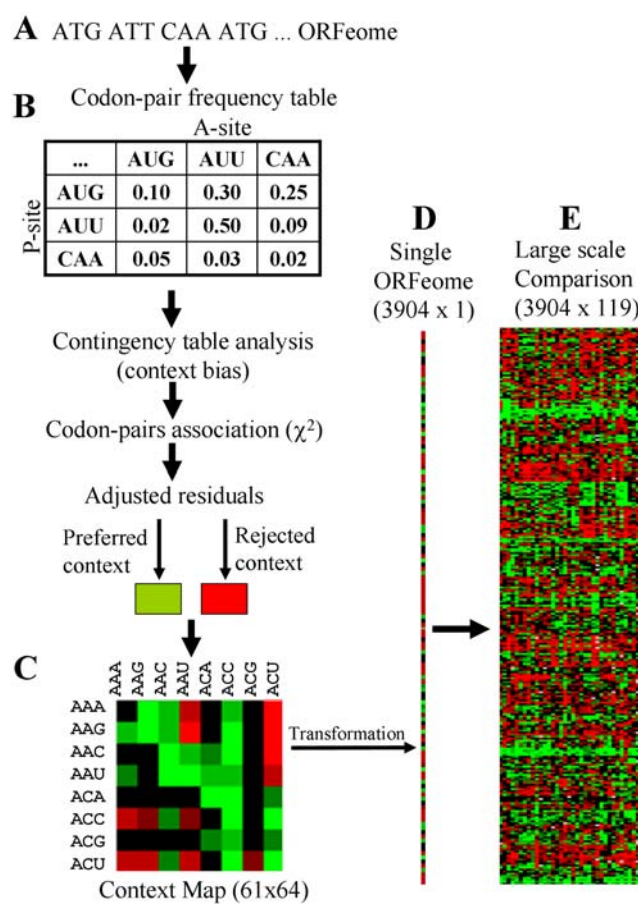 A ATG ATT CAA ATG ... ORFeome
Codon-pair frequency table
B
A-site
P-site
... AUG AUU CAA
AUG 0.10 0.30 0.25
AUU 0.02 0.50 0.09
CAA 0.05 0.03 0.02
Contingency table analysis
(context bias)
Codon-pairs association (χ²)
Adjusted residuals
Preferred
context
Rejected
context
C
AAA AAG AAC AAU ACA ACC ACG ACU
AAA
AAG
AAC
AAU
ACA
ACC
ACG
ACU
Context Map (61x64)
Transformation
D
Single
ORFeome
(3904 x 1)
E
Large scale
Comparison
(3904 x 119)